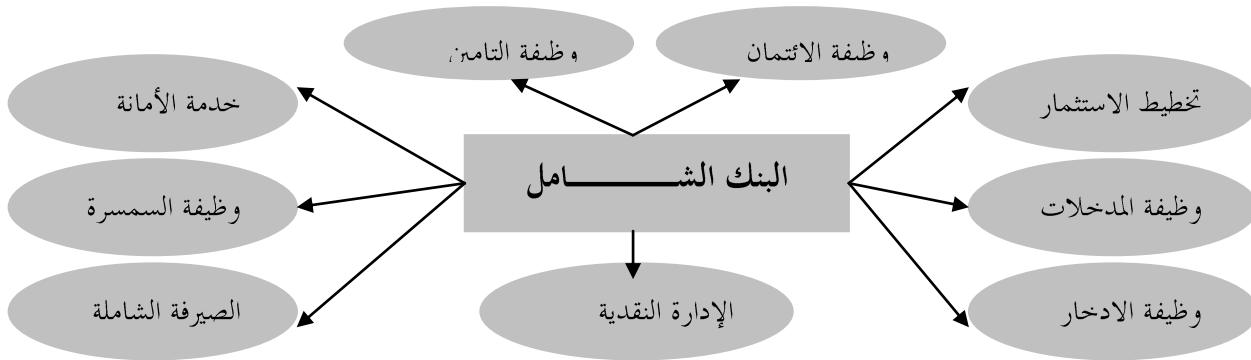 وظيفة الائتمان
وظيفة التامين
تخطيط الاستثمار
خدمة الأمانة
البنك الشـــــــــامل
وظيفة المدخلات
وظيفة السمسرة
وظيفة الادخار
الإدارة النقدية
الصيرفة الشاملة